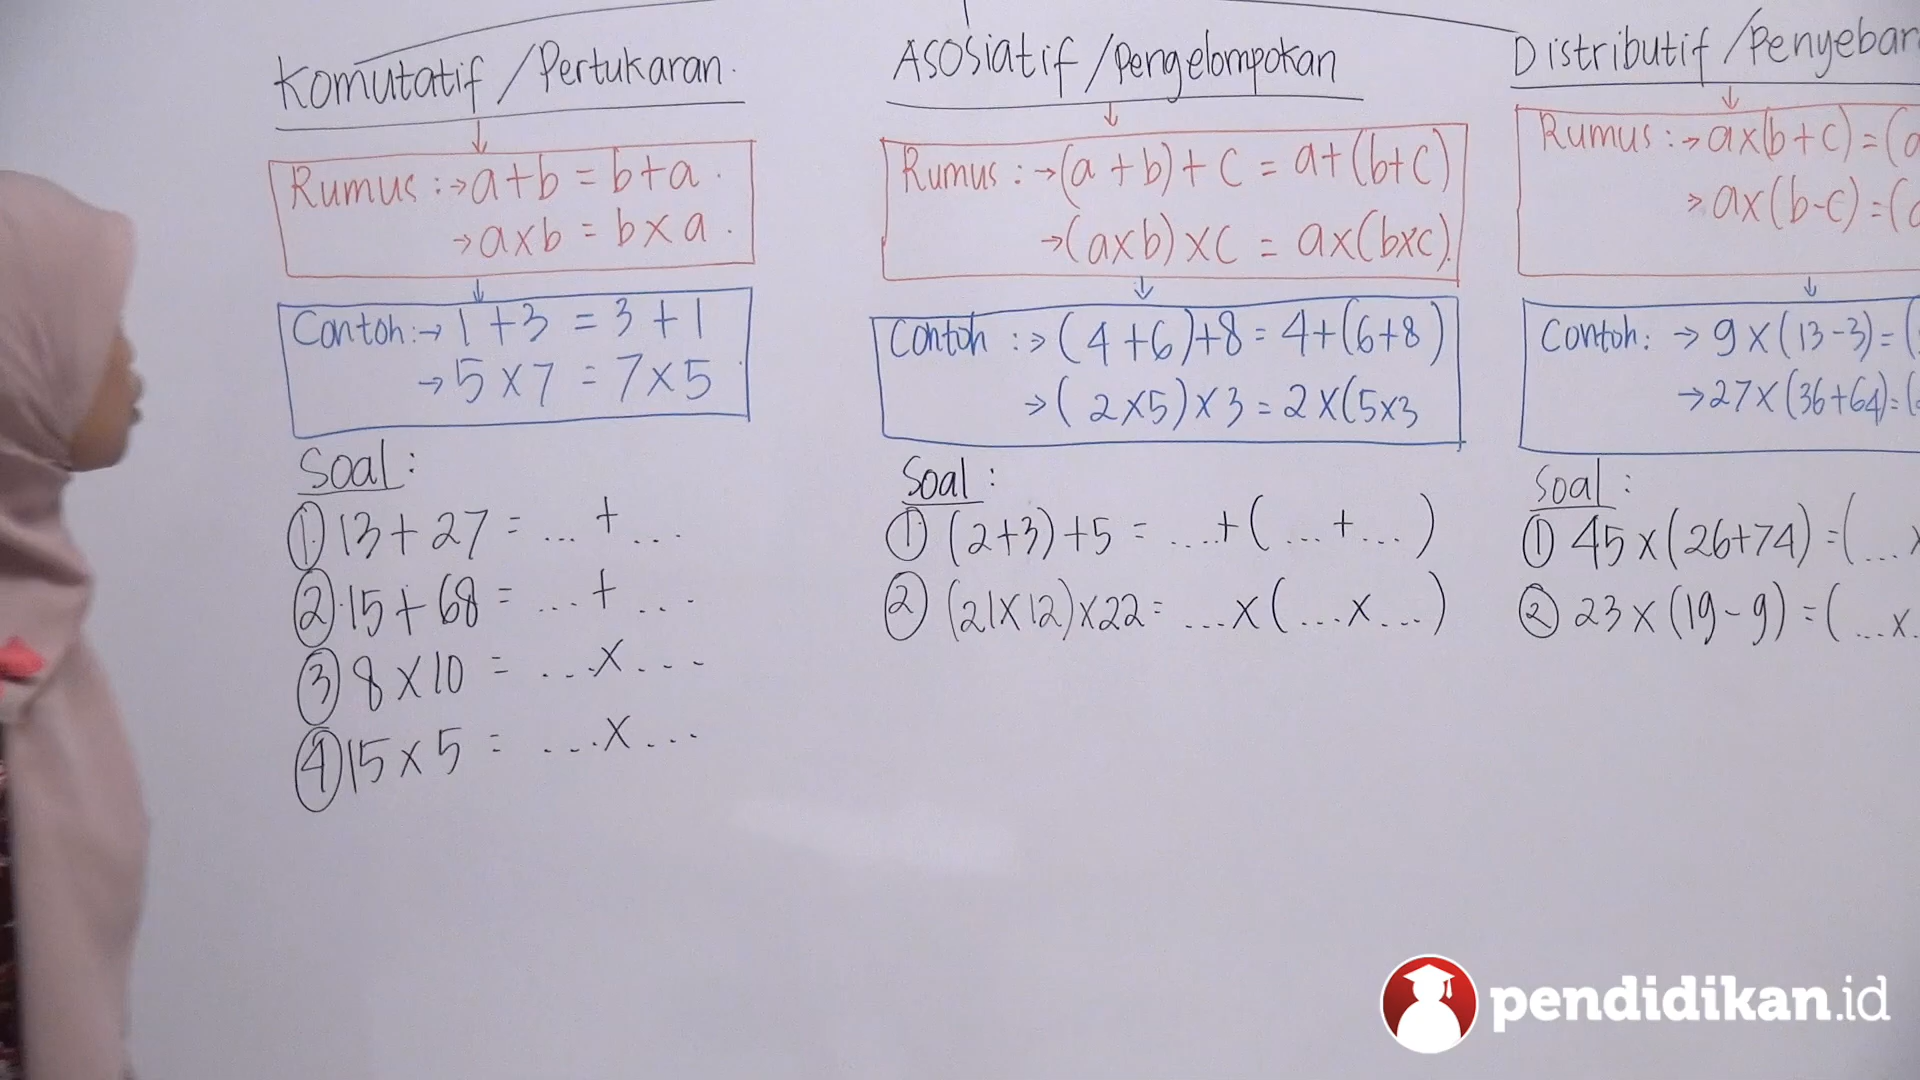 Komutatif / Pertukaran.
Rumus : → a + b = b + a .
→ a x b = b x a .
Contoh : → 1 + 3 = 3 + 1
→ 5 x 7 = 7 x 5
Soal :
① 13 + 27 = ... + ...
② 15 + 68 = ... + ...
③ 8 x 10 = ... x ...
④ 15 x 5 = ... x ...
Asosiatif / Pengelompokan
Rumus : → (a + b) + c = a + (b + c)
→ (a x b) x c = a x (b x c).
Contoh : → (4 + 6) + 8 = 4 + (6 + 8)
→ (2 x 5) x 3 = 2 x (5 x 3
Soal :
① (2 + 3) + 5 = ... + ( ... + ... )
② (21 x 12) x 22 = ... x ( ... x ... )
Distributif / Penyebar
Rumus : → a x (b + c) = (a
→ a x (b - c) = (a
Contoh : → 9 x (13 - 3) = (
→ 27 x (36 + 64) = (
Soal :
① 45 x (26 + 74) = ( ... x
② 23 x (19 - 9) = ( ... x .
pendidikan.id